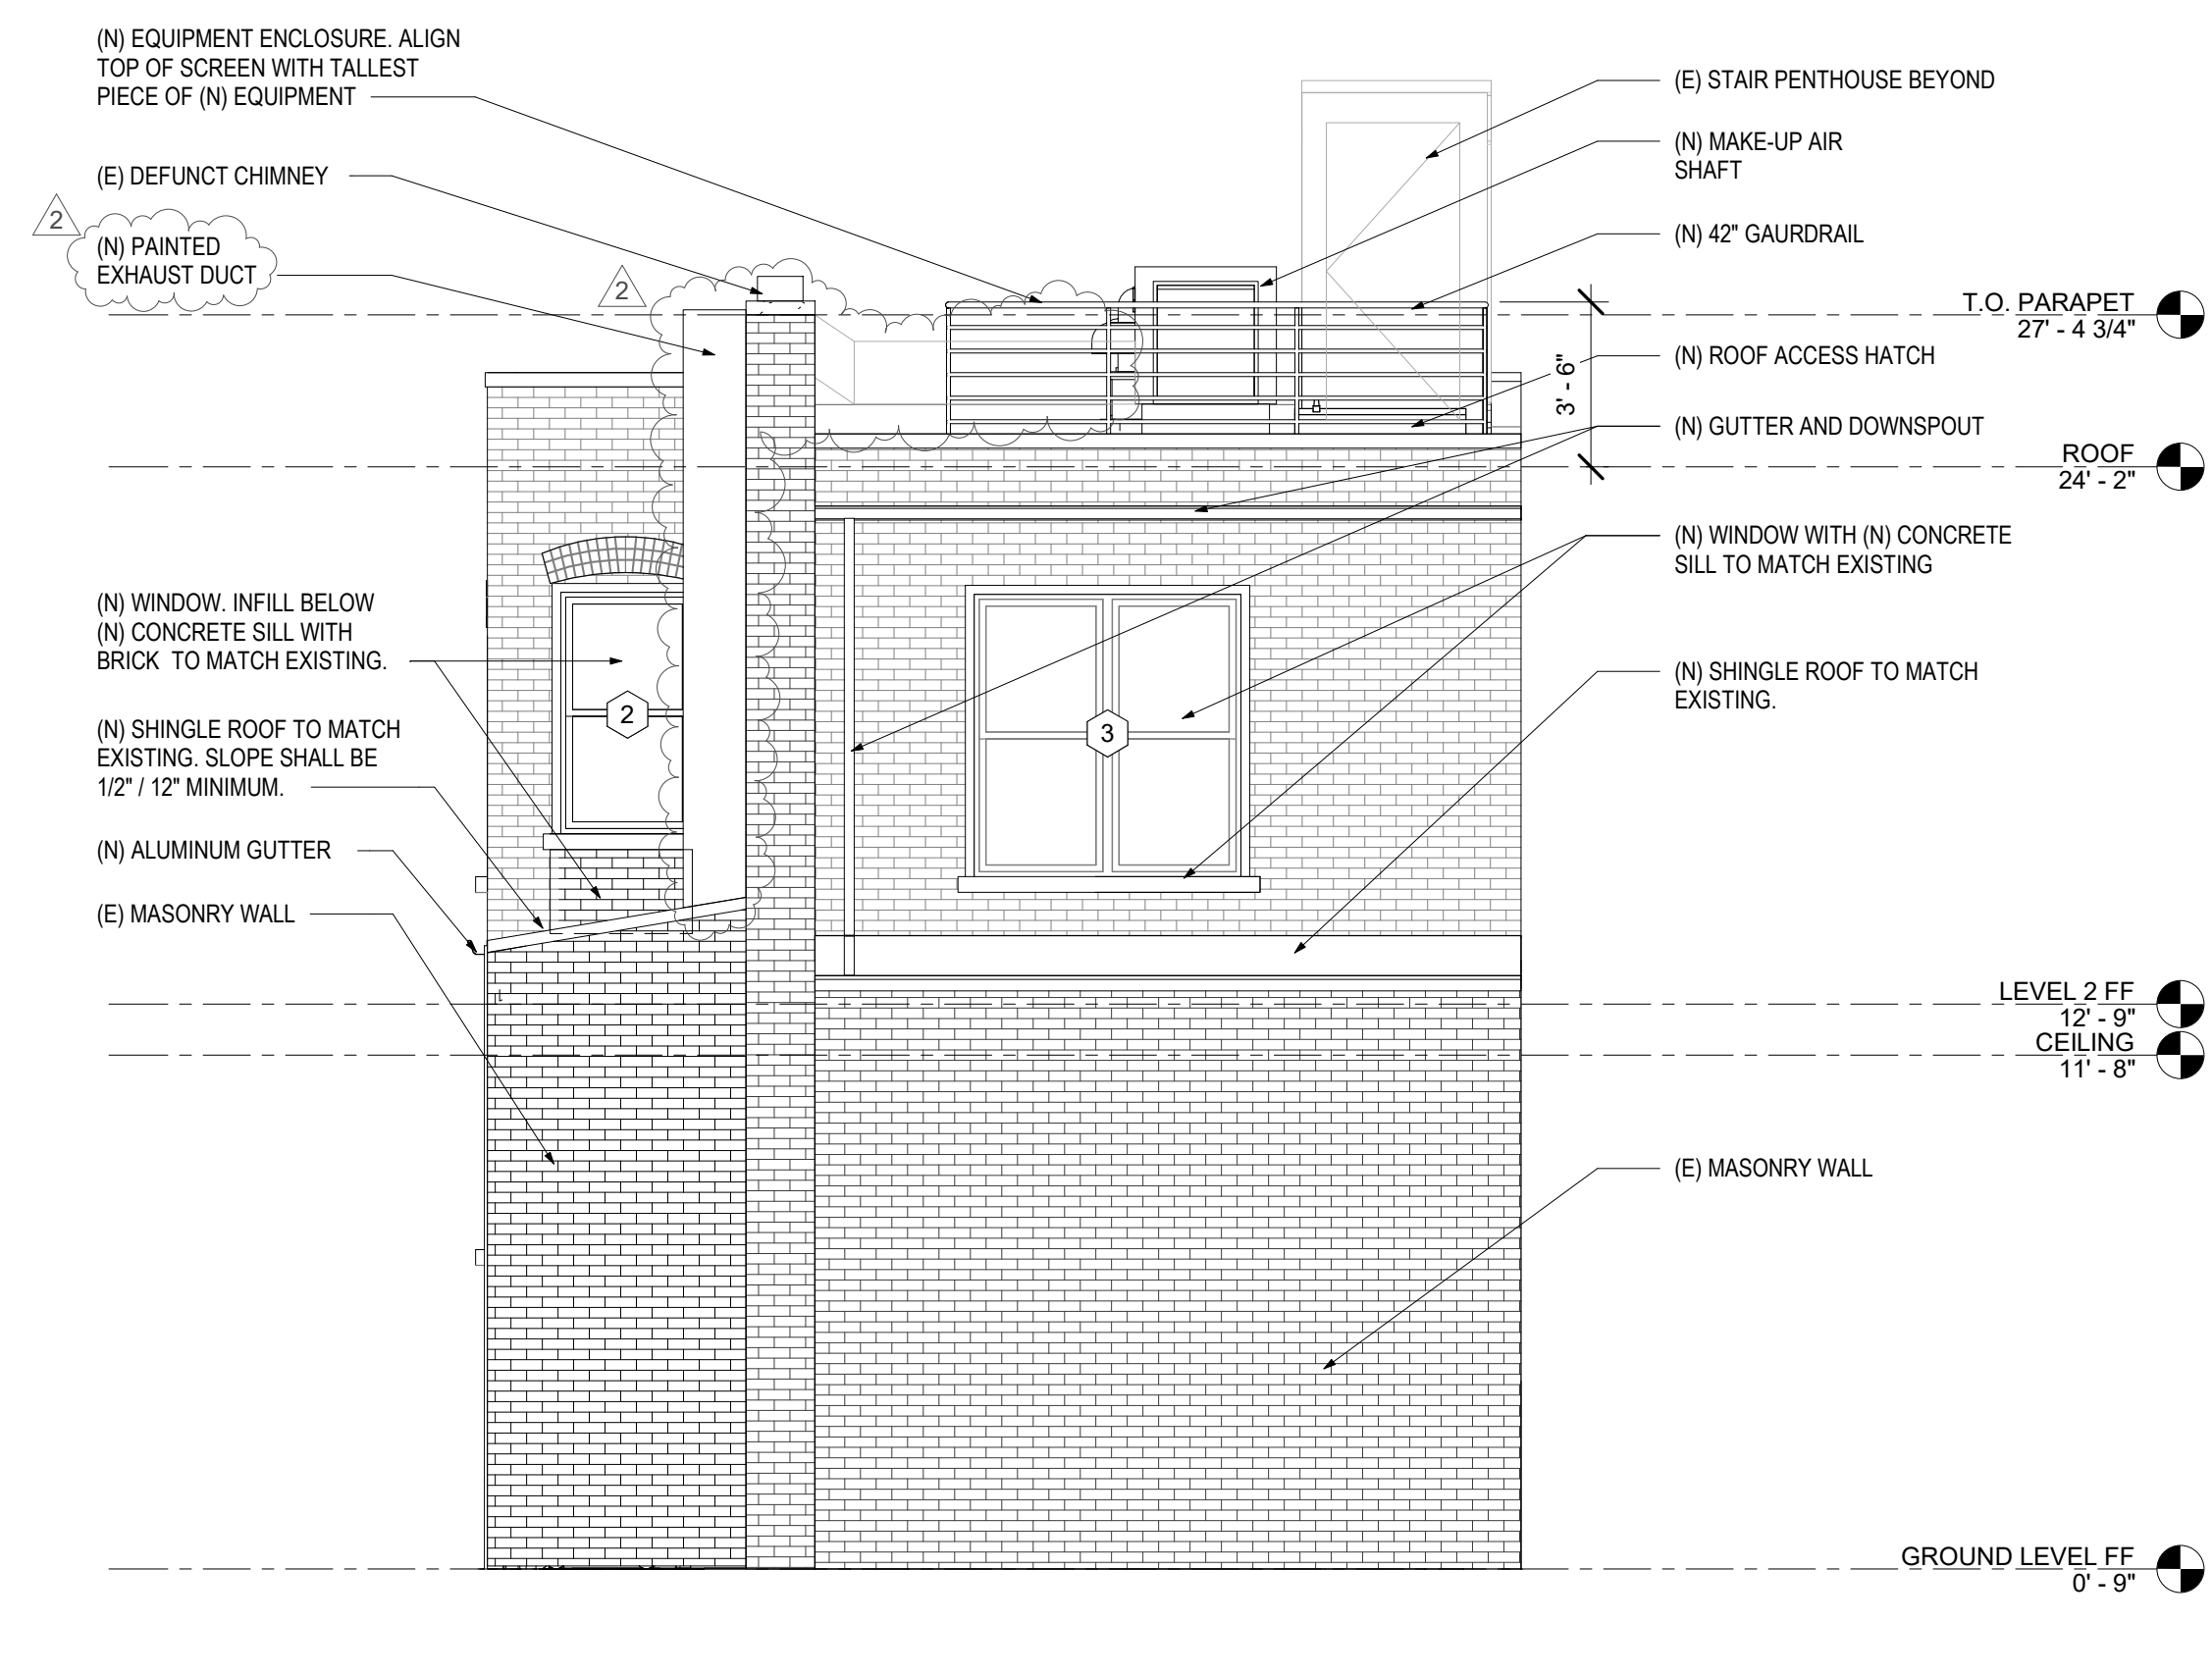 (N) EQUIPMENT ENCLOSURE. ALIGN
TOP OF SCREEN WITH TALLEST
PIECE OF (N) EQUIPMENT
(E) DEFUNCT CHIMNEY
2
(N) PAINTED
EXHAUST DUCT
2
(N) WINDOW. INFILL BELOW
(N) CONCRETE SILL WITH
BRICK TO MATCH EXISTING.
(N) SHINGLE ROOF TO MATCH
EXISTING. SLOPE SHALL BE
1/2" / 12" MINIMUM.
(N) ALUMINUM GUTTER
(E) MASONRY WALL
2
3
(E) STAIR PENTHOUSE BEYOND
(N) MAKE-UP AIR
SHAFT
(N) 42" GAURDRAIL
(N) ROOF ACCESS HATCH
(N) GUTTER AND DOWNSPOUT
(N) WINDOW WITH (N) CONCRETE
SILL TO MATCH EXISTING
(N) SHINGLE ROOF TO MATCH
EXISTING.
(E) MASONRY WALL
3' - 6"
T.O. PARAPET
27' - 4 3/4"
ROOF
24' - 2"
LEVEL 2 FF
12' - 9"
CEILING
11' - 8"
GROUND LEVEL FF
0' - 9"